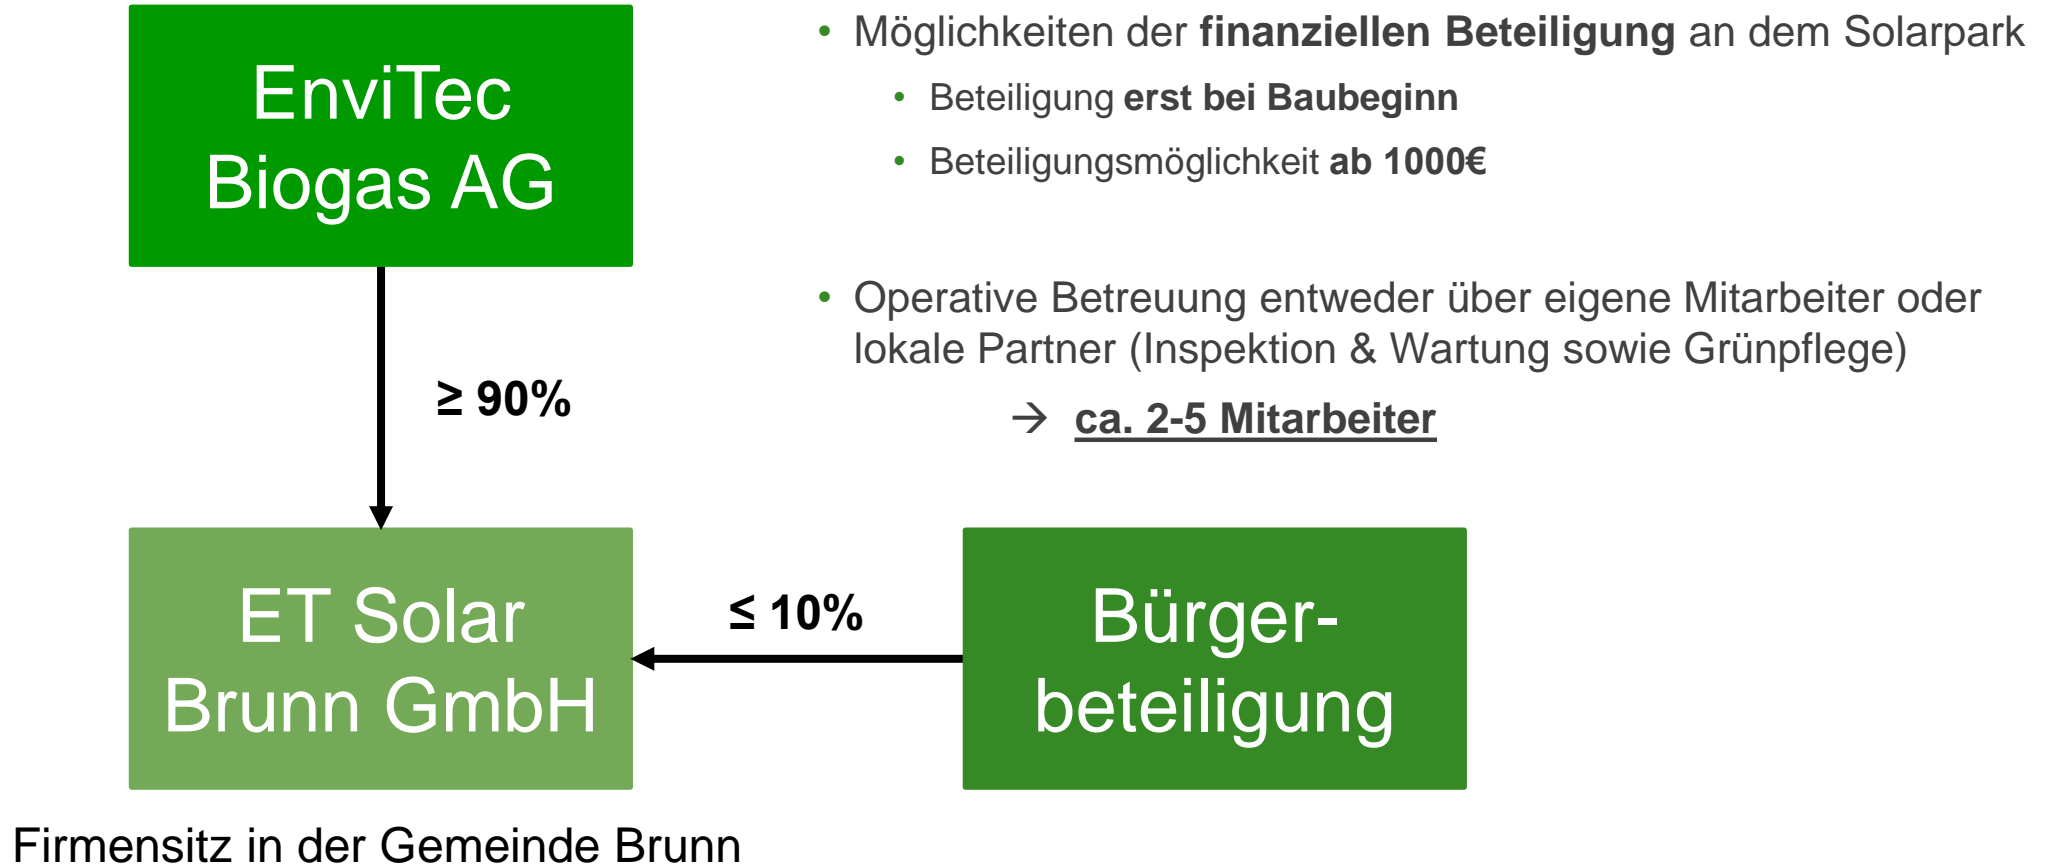 EnviTec
Biogas AG
≥ 90%
ET Solar
Brunn GmbH
Firmensitz in der Gemeinde Brunn
≤ 10%
Bürger-
beteiligung
• Möglichkeiten der finanziellen Beteiligung an dem Solarpark
• Beteiligung erst bei Baubeginn
• Beteiligungsmöglichkeit ab 1000€
• Operative Betreuung entweder über eigene Mitarbeiter oder
lokale Partner (Inspektion & Wartung sowie Grünpflege)
→ ca. 2-5 Mitarbeiter